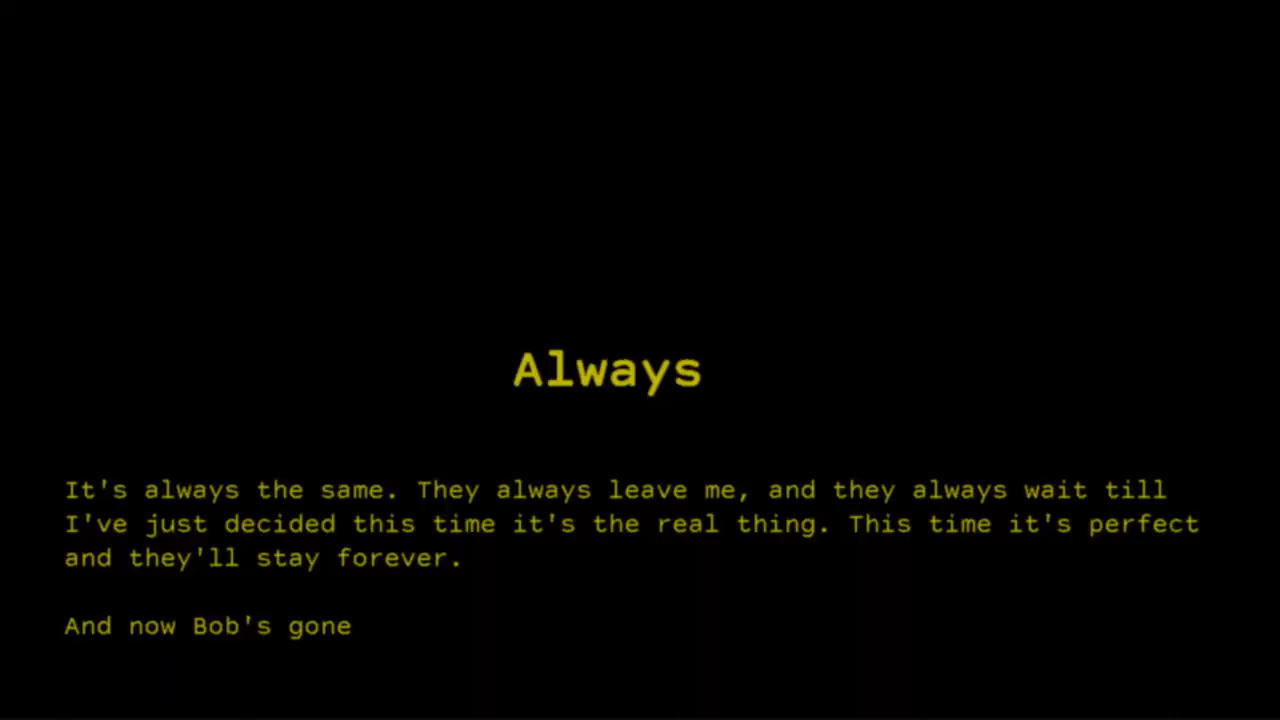 Always
It's always the same. They always leave me, and they always wait till
I've just decided this time it's the real thing. This time it's perfect
and they'll stay forever.
And now Bob's gone